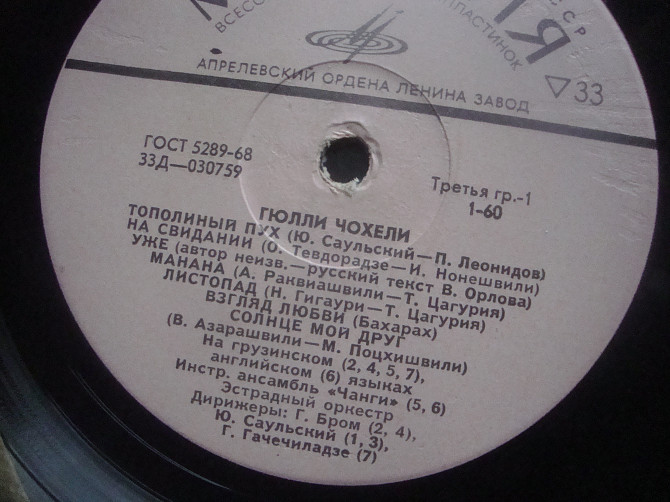 ВСЕСО
ПЛАСТИНОК
ССР
АПРЕЛЕВСКИЙ ОРДЕНА ЛЕНИНА ЗАВОД
33
ГОСТ 5289-68
33Д—030759
Третья гр.-1
1-60
ГЮЛЛИ ЧОХЕЛИ
ТОПОЛИНЫЙ ПУХ (Ю. Саульский—П. Леонидов)
НА СВИДАНИИ (О. Тевдорадзе—И. Нонешвили)
УЖЕ (автор неизв.—русский текст В. Орлова)
МАНАНА (А. Раквиашвили—Т. Цагурия)
ЛИСТОПАД (Н. Гигаури—Т. Цагурия)
ВЗГЛЯД ЛЮБВИ (Бахарах)
СОЛНЦЕ МОЙ ДРУГ
(В. Азарашвили—М. Поцхишвили)
На грузинском (2, 4, 5, 7),
английском (6) языках
Инстр. ансамбль «Чанги» (5, 6)
Эстрадный оркестр
Дирижеры: Г. Бром (2, 4),
Ю. Саульский (1, 3),
Г. Гачечиладзе (7)